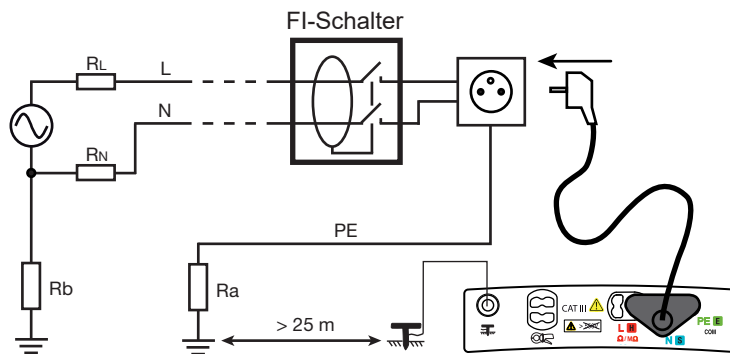 FI-Schalter
RL
L
N
RN
PE
Rb
Ra
> 25 m
CAT III
L H
Ω/MΩ
N S
PE E
COM